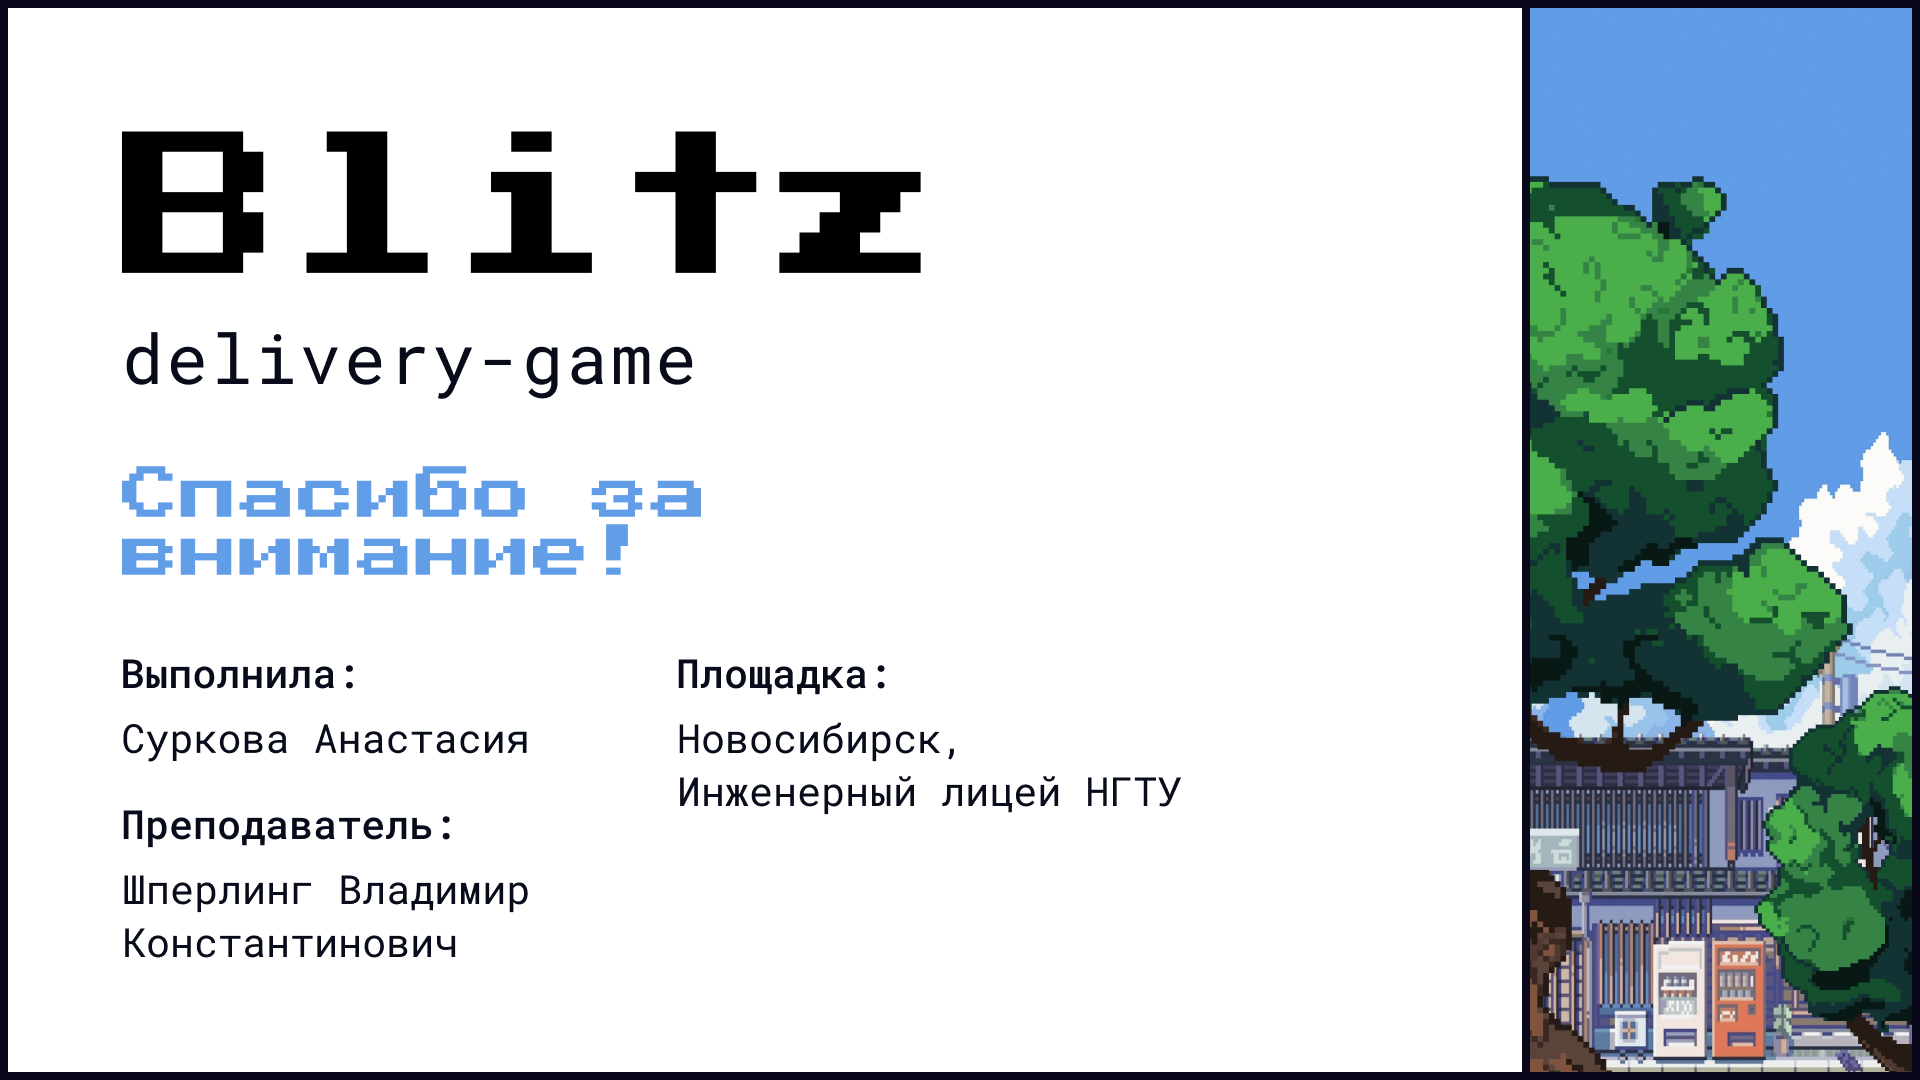 Blitz
delivery-game
Спасибо за
внимание!
Выполнила:
Суркова Анастасия
Преподаватель:
Шперлинг Владимир
Константинович
Площадка:
Новосибирск,
Инженерный лицей НГТУ